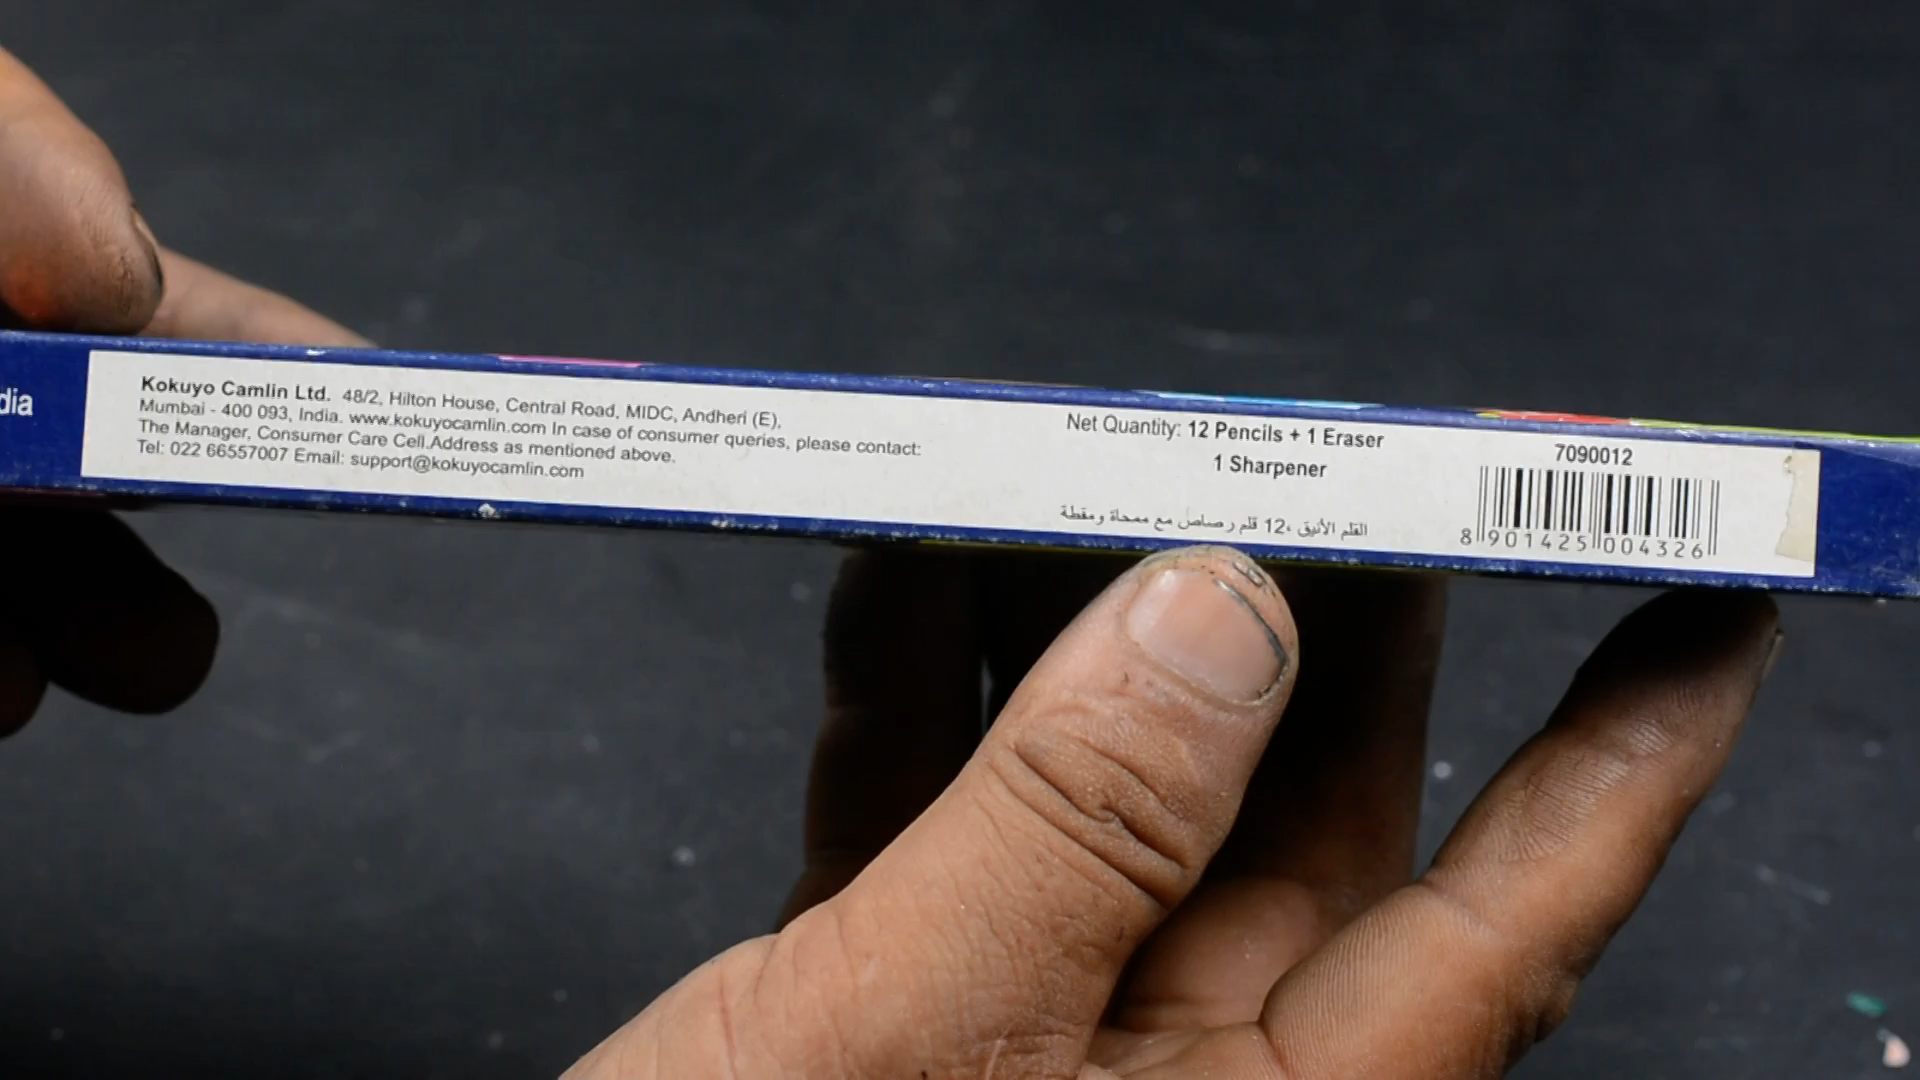 dia
Kokuyo Camlin Ltd. 48/2, Hilton House, Central Road, MIDC, Andheri (E),
Mumbai - 400 093, India. www.kokuyocamlin.com In case of consumer queries, please contact:
The Manager, Consumer Care Cell.Address as mentioned above.
Tel: 022 66557007 Email: support@kokuyocamlin.com
Net Quantity: 12 Pencils + 1 Eraser
1 Sharpener
القلم الأنيق ،12 قلم رصاص مع ممحاة ومقطة
7090012
8 901425 004326